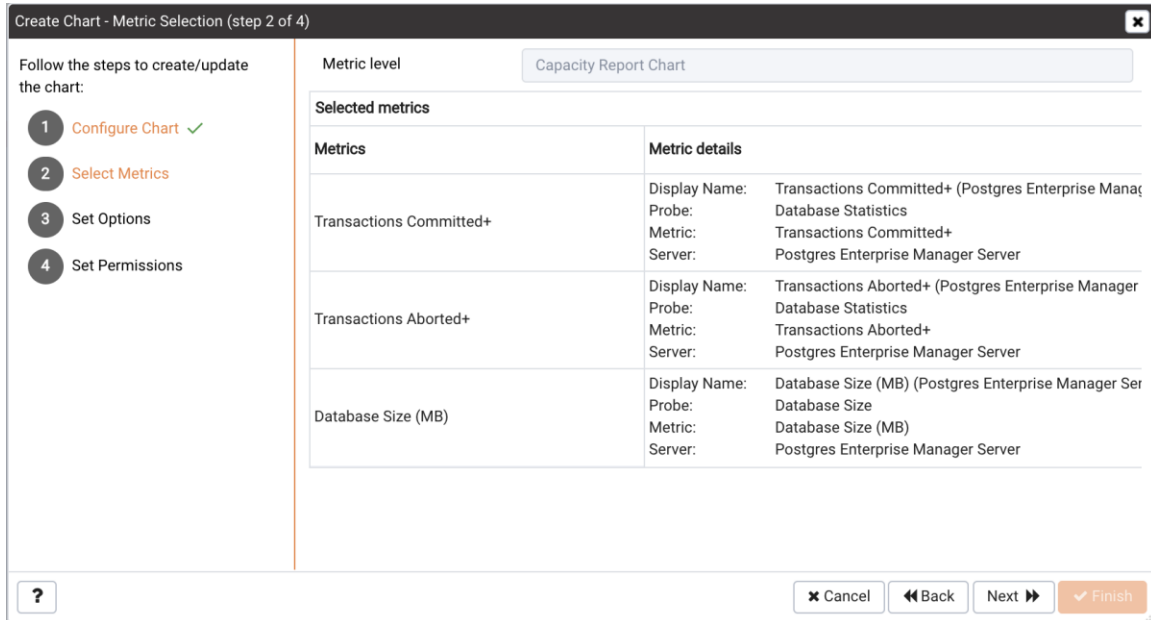 Create Chart - Metric Selection (step 2 of 4)
Follow the steps to create/update
the chart:
1 Configure Chart
2 Select Metrics
3 Set Options
4 Set Permissions
Metric level Capacity Report Chart
Selected metrics
Metrics Metric details
Transactions Committed+
Display Name: Transactions Committed+ (Postgres Enterprise Manag
Probe: Database Statistics
Metric: Transactions Committed+
Server: Postgres Enterprise Manager Server
Transactions Aborted+
Display Name: Transactions Aborted+ (Postgres Enterprise Manager
Probe: Database Statistics
Metric: Transactions Aborted+
Server: Postgres Enterprise Manager Server
Database Size (MB)
Display Name: Database Size (MB) (Postgres Enterprise Manager Ser
Probe: Database Size
Metric: Database Size (MB)
Server: Postgres Enterprise Manager Server
? Cancel Back Next Finish